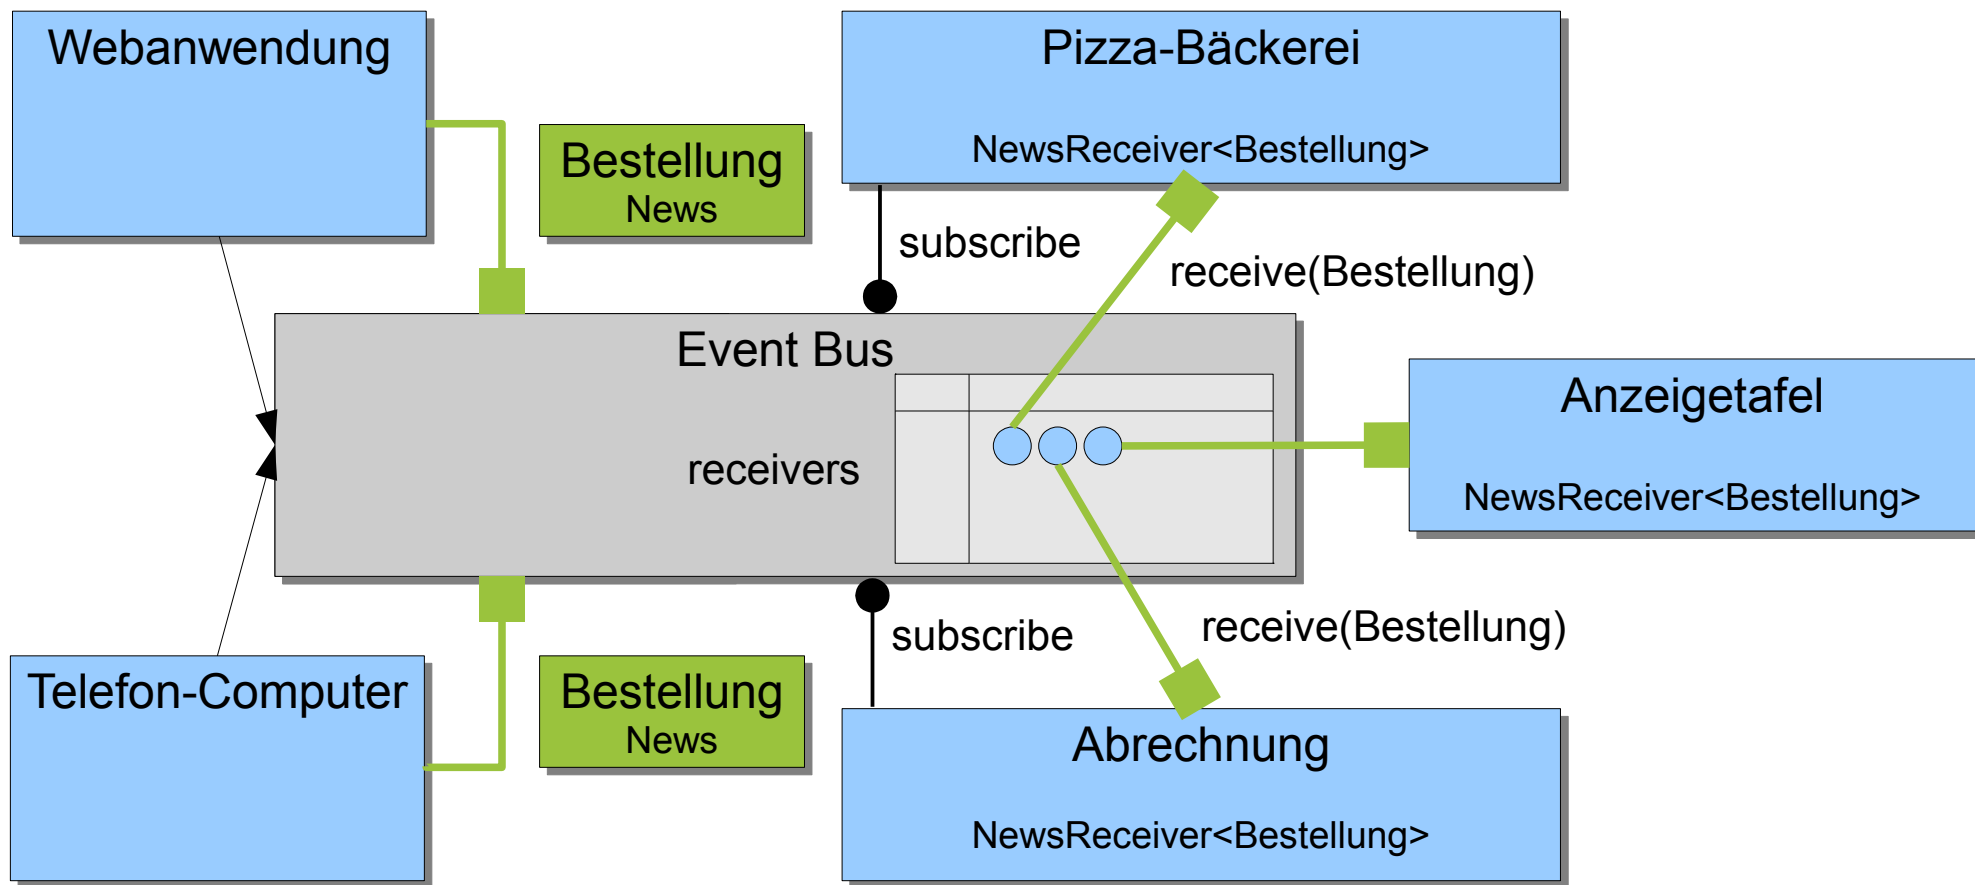 Webanwendung
Bestellung
News
Pizza-Bäckerei
NewsReceiver<Bestellung>
subscribe
receive(Bestellung)
Event Bus
receivers
Anzeigetafel
NewsReceiver<Bestellung>
subscribe
receive(Bestellung)
Telefon-Computer
Bestellung
News
Abrechnung
NewsReceiver<Bestellung>